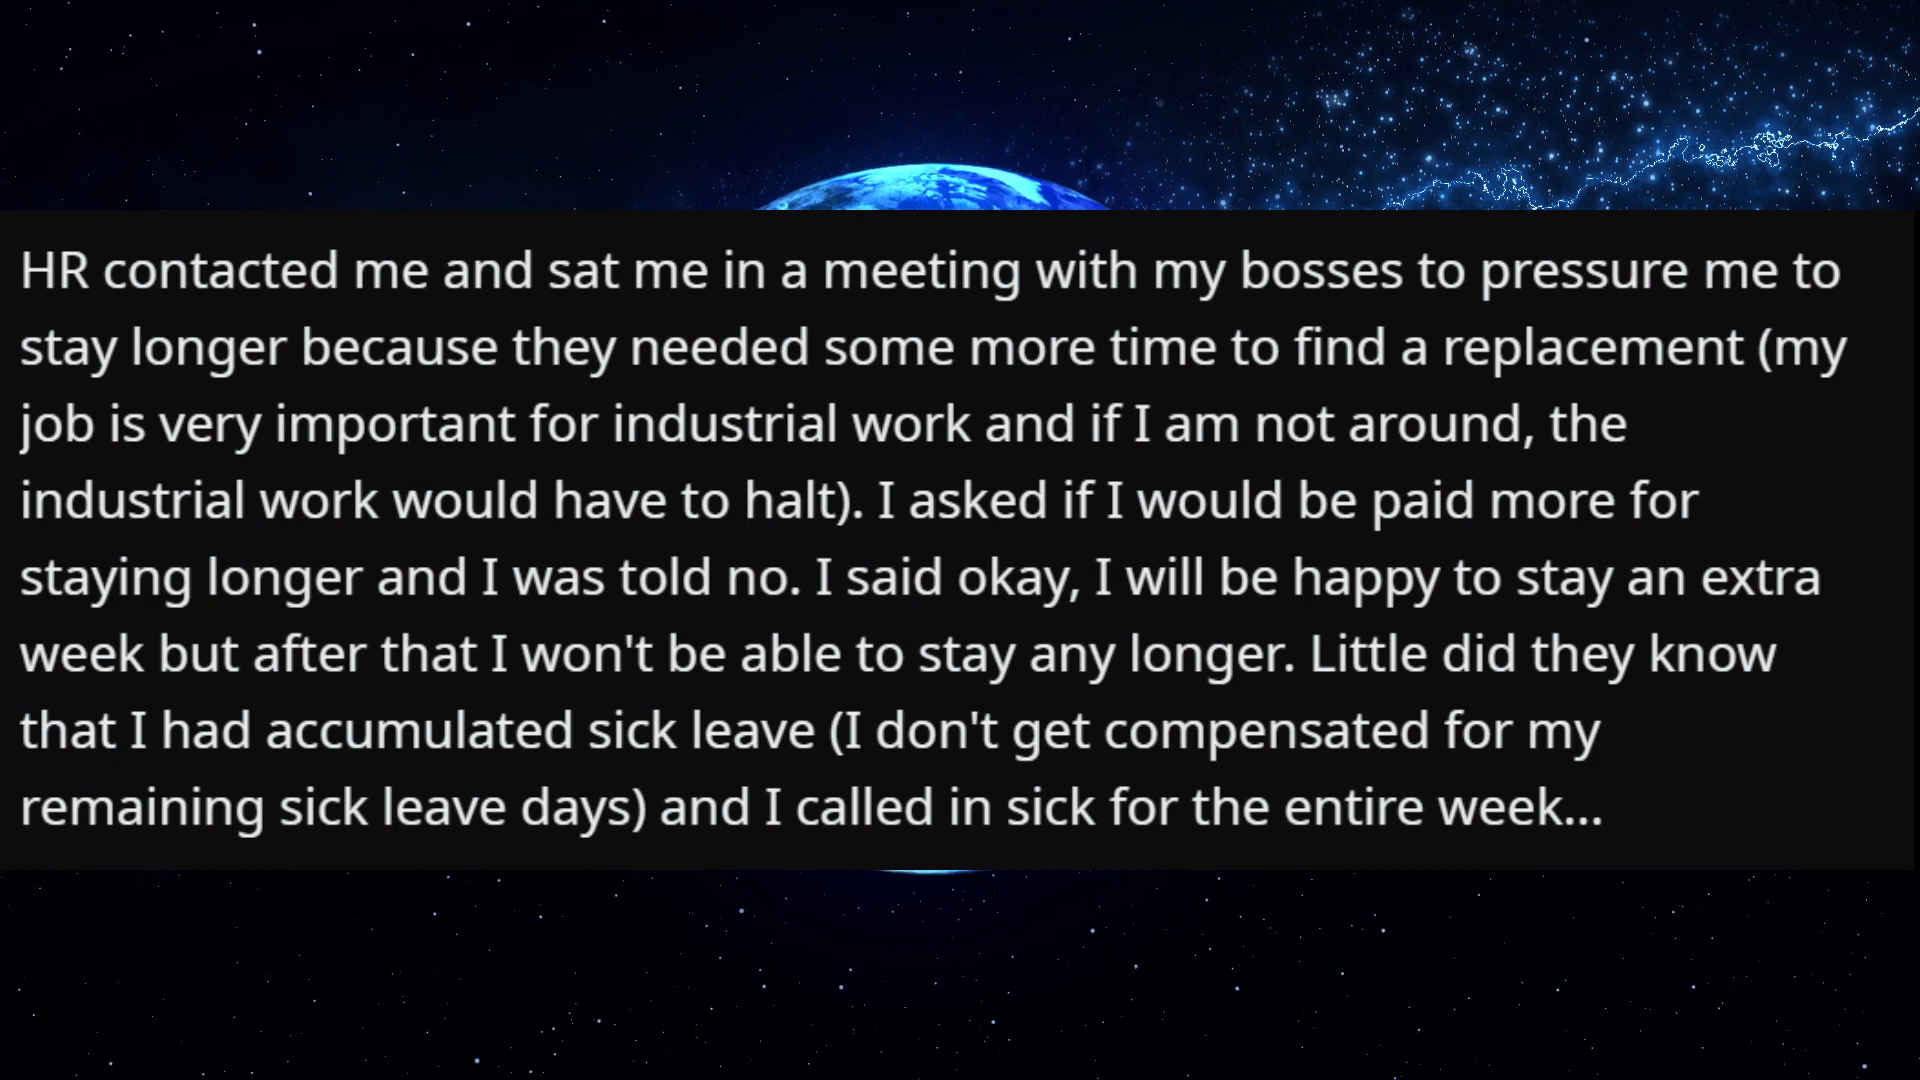 HR contacted me and sat me in a meeting with my bosses to pressure me to
stay longer because they needed some more time to find a replacement (my
job is very important for industrial work and if I am not around, the
industrial work would have to halt). I asked if I would be paid more for
staying longer and I was told no. I said okay, I will be happy to stay an extra
week but after that I won't be able to stay any longer. Little did they know
that I had accumulated sick leave (I don't get compensated for my
remaining sick leave days) and I called in sick for the entire week...